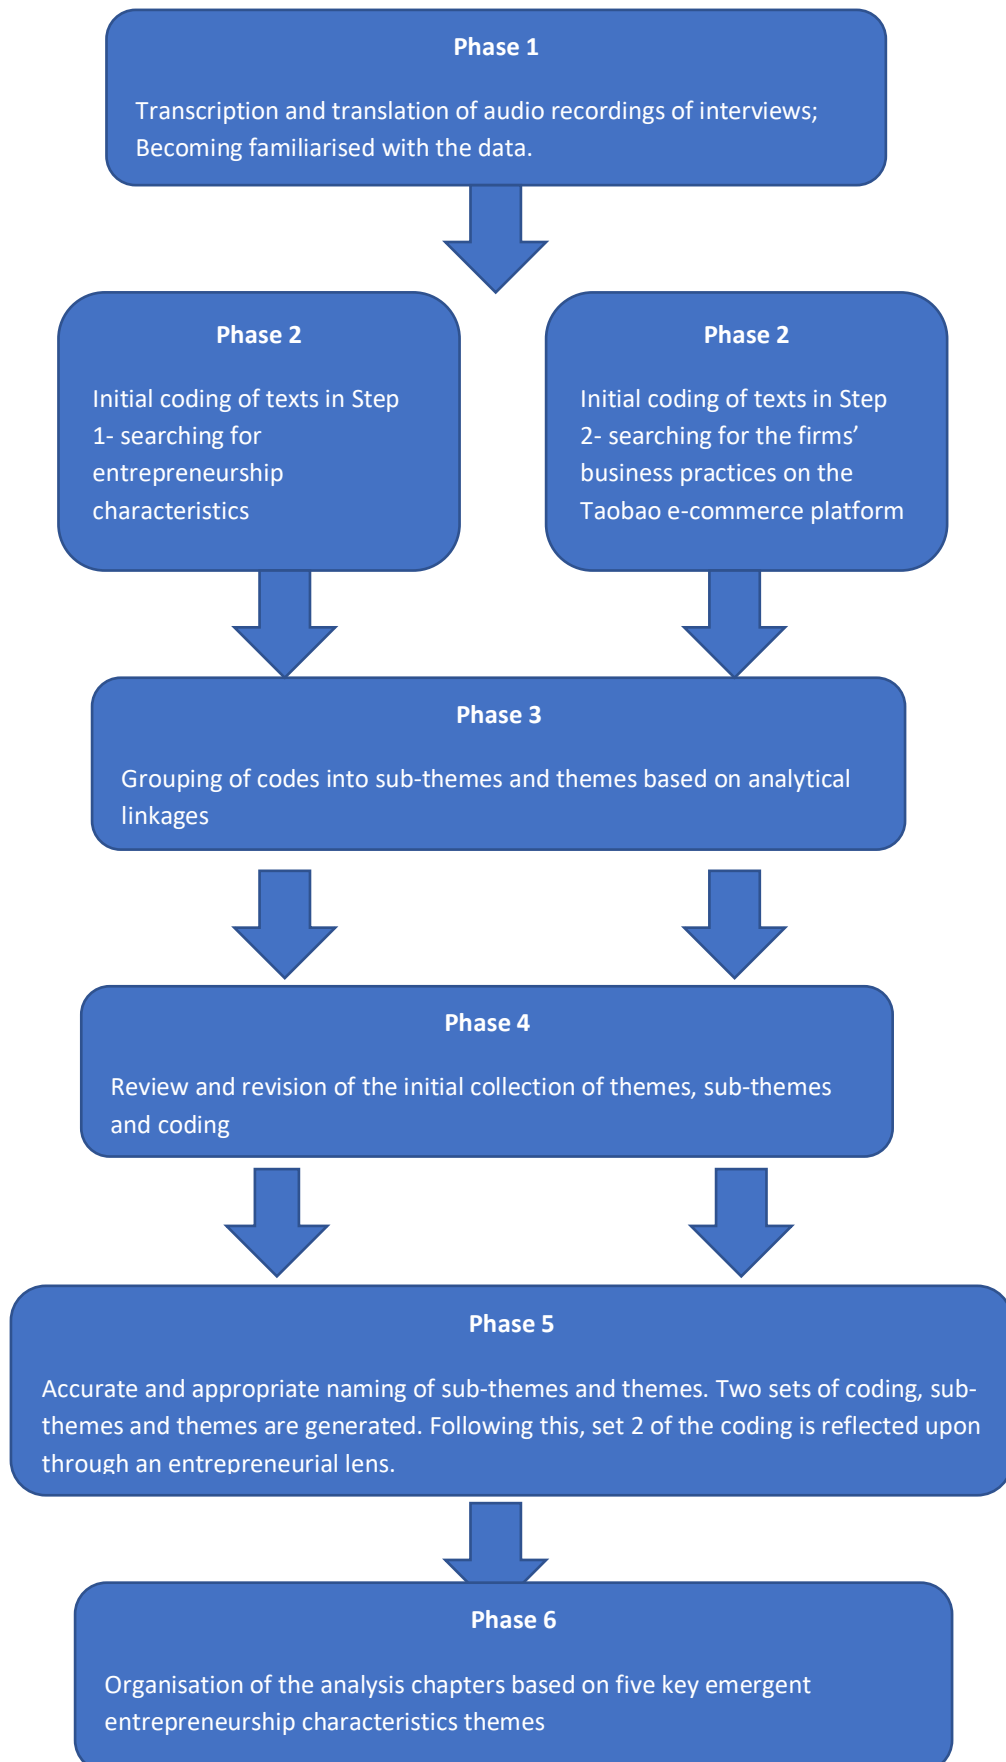 Phase 1
Transcription and translation of audio recordings of interviews;
Becoming familiarised with the data.
Phase 2
Initial coding of texts in Step
1- searching for
entrepreneurship
characteristics
Phase 2
Initial coding of texts in Step
2- searching for the firms’
business practices on the
Taobao e-commerce platform
Phase 3
Grouping of codes into sub-themes and themes based on analytical
linkages
Phase 4
Review and revision of the initial collection of themes, sub-themes
and coding
Phase 5
Accurate and appropriate naming of sub-themes and themes. Two sets of coding, sub-
themes and themes are generated. Following this, set 2 of the coding is reflected upon
through an entrepreneurial lens.
Phase 6
Organisation of the analysis chapters based on five key emergent
entrepreneurship characteristics themes